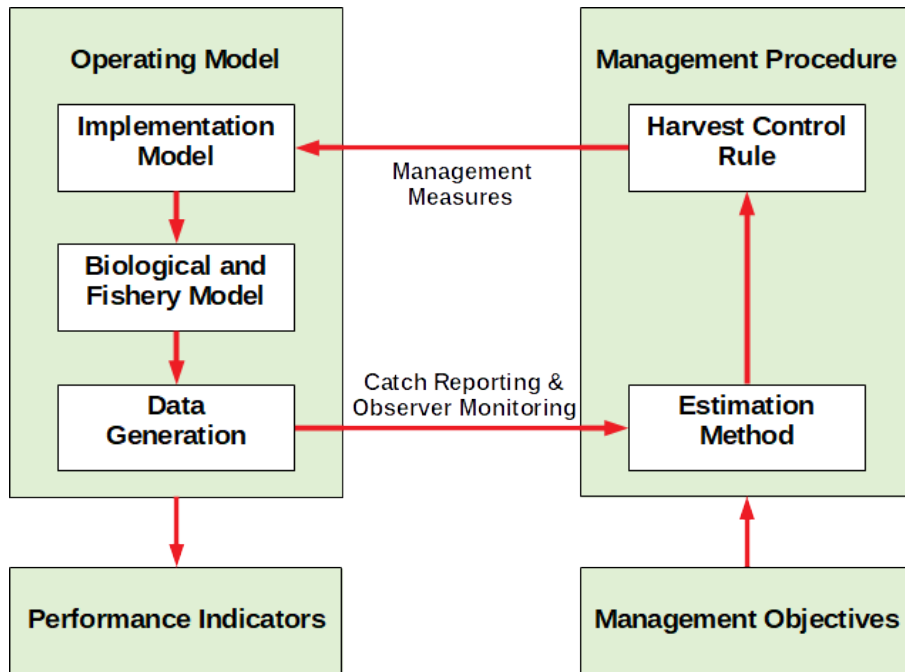 Operating Model
Implementation
Model
Biological and
Fishery Model
Data
Generation
Management
Measures
Catch Reporting &
Observer Monitoring
Management Procedure
Harvest Control
Rule
Estimation
Method
Performance Indicators
Management Objectives